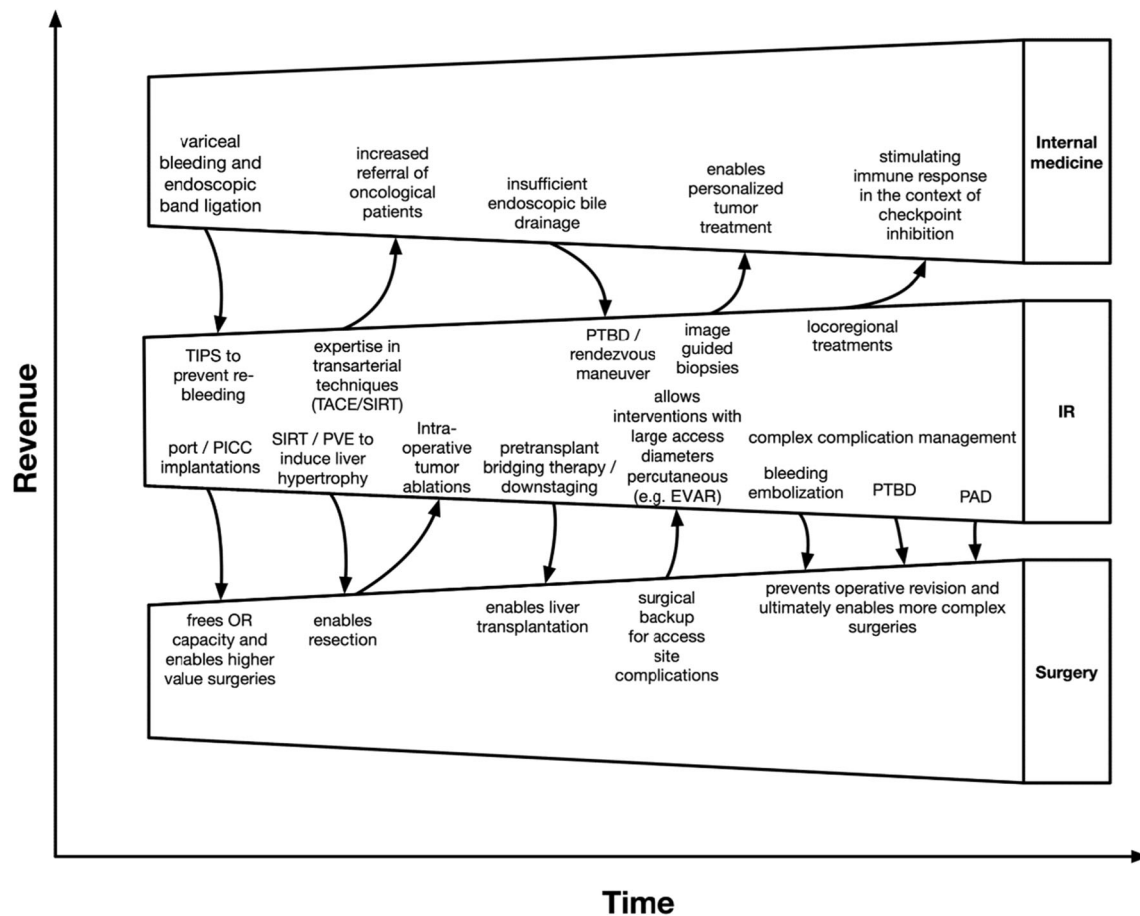 Revenue
variceal
bleeding and
endoscopic
band ligation
increased
referral of
oncological
patients
insufficient
endoscopic bile
drainage
enables
personalized
tumor
treatment
stimulating
immune response
in the context of
checkpoint
inhibition
Internal
medicine
TIPS to
prevent re-
bleeding
expertise in
transarterial
techniques
(TACE/SIRT)
PTBD /
rendezvous
maneuver
image
guided
biopsies
locoregional
treatments
port / PICC
implantations
SIRT / PVE to
induce liver
hypertrophy
Intra-
operative
tumor
ablations
pretransplant
bridging therapy /
downstaging
allows
interventions with
large access
diameters
percutaneous
(e.g. EVAR)
complex complication management
bleeding
embolization
PTBD
PAD
IR
frees OR
capacity and
enables higher
value surgeries
enables
resection
enables liver
transplantation
surgical
backup
for access
site
complications
prevents operative revision and
ultimately enables more complex
surgeries
Surgery
Time